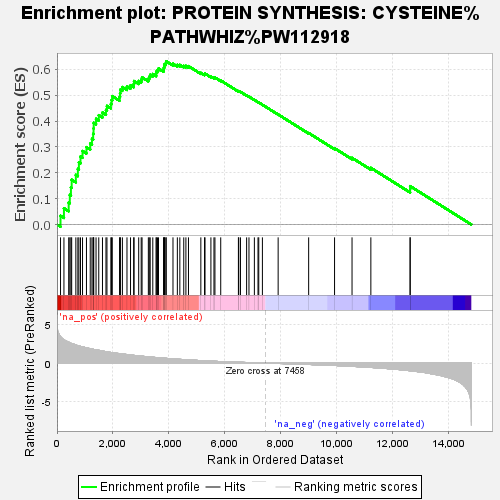 Enrichment plot: PROTEIN SYNTHESIS: CYSTEINE%
PATHWHIZ%PW112918
Enrichment score (ES)
0.6
0.5
0.4
0.3
0.2
0.1
0.0
'na_pos' (positively correlated)
Ranked list metric (PreRanked)
5
0
-5
Zero cross at 7458
'na_neg' (negatively correlated)
0
2,000
4,000
6,000
8,000
10,000
12,000
14,000
Rank in Ordered Dataset
Enrichment profile
Hits
Ranking metric scores